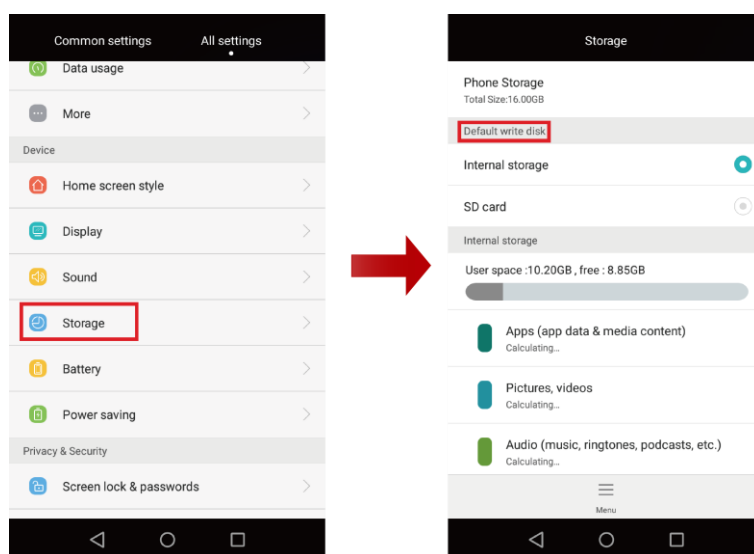 Common settings
All settings
Data usage
More
Device
Home screen style
Display
Sound
Storage
Battery
Power saving
Privacy & Security
Screen lock & passwords
Storage
Phone Storage
Total Size:16.00GB
Default write disk
Internal storage
SD card
Internal storage
User space :10.20GB , free : 8.85GB
Apps (app data & media content)
Calculating...
Pictures, videos
Calculating...
Audio (music, ringtones, podcasts, etc.)
Calculating...
Menu